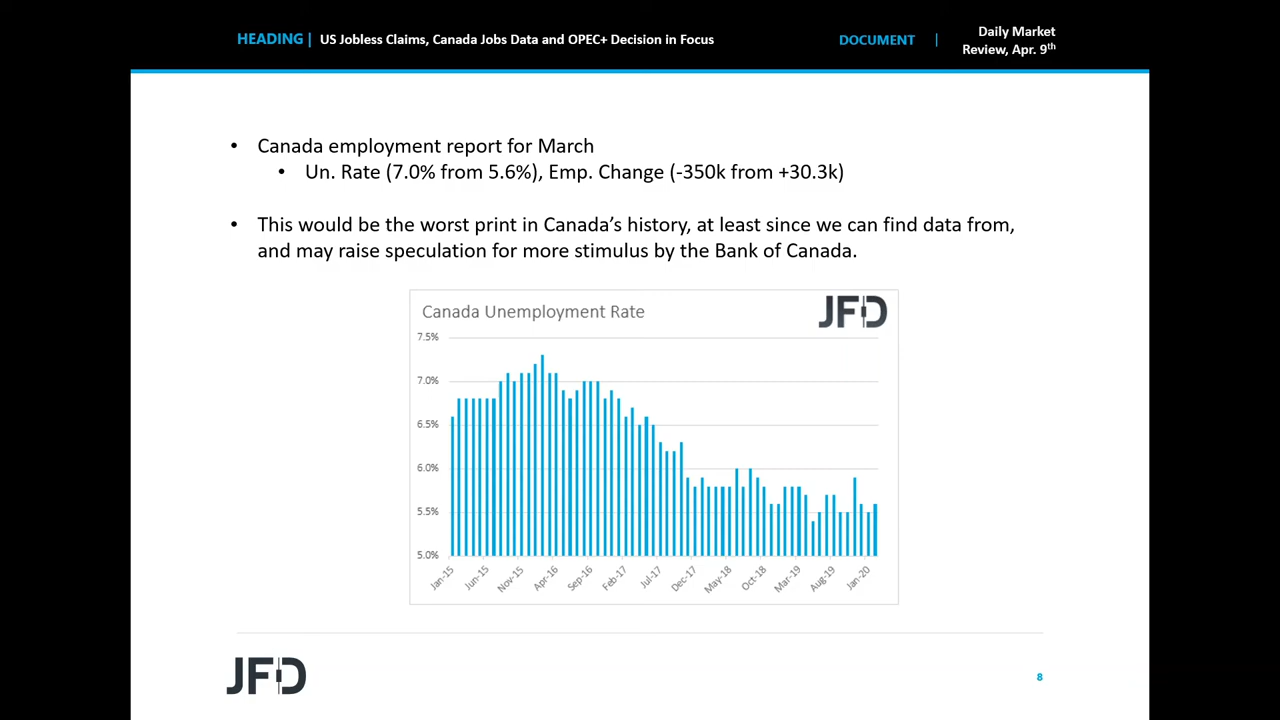 HEADING | US Jobless Claims, Canada Jobs Data and OPEC+ Decision in Focus
DOCUMENT |
Daily Market
Review, Apr. 9th
• Canada employment report for March
• Un. Rate (7.0% from 5.6%), Emp. Change (-350k from +30.3k)
• This would be the worst print in Canada’s history, at least since we can find data from,
and may raise speculation for more stimulus by the Bank of Canada.
Canada Unemployment Rate
JFD
7.5%
7.0%
6.5%
6.0%
5.5%
5.0%
Jan-15 Jun-15 Nov-15 Apr-16 Sep-16 Feb-17 Jul-17 Dec-17 May-18 Oct-18 Mar-19 Aug-19 Jan-20
JFD
8